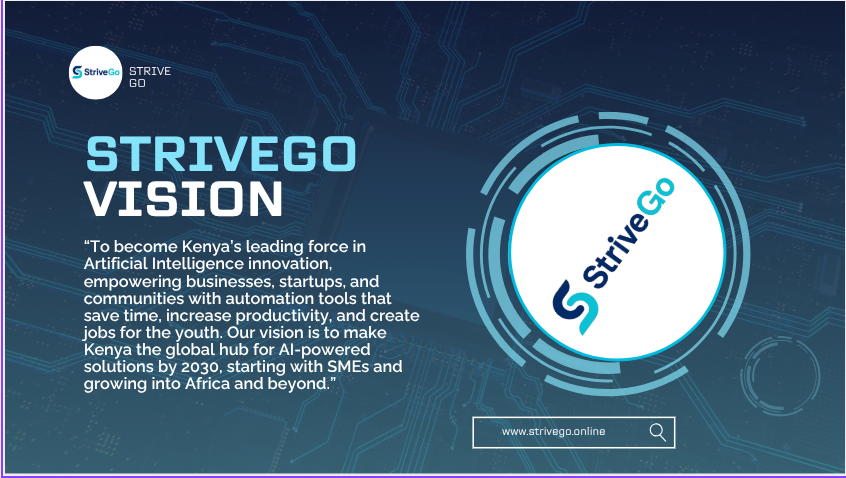 StriveGo
STRIVE
GO
STRIVEGO
VISION
“To become Kenya’s leading force in
Artificial Intelligence innovation,
empowering businesses, startups, and
communities with automation tools that
save time, increase productivity, and create
jobs for the youth. Our vision is to make
Kenya the global hub for AI-powered
solutions by 2030, starting with SMEs and
growing into Africa and beyond.”
StriveGo
www.strivego.online